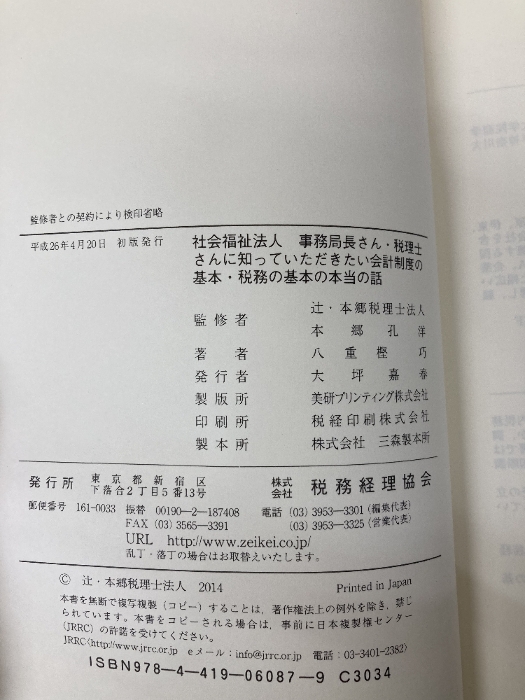 監修者との契約により検印省略
平成26年4月20日　初版発行
社会福祉法人　事務局長さん・税理士
さんに知っていただきたい会計制度の
基本・税務の基本の本当の話
監修者　辻・本郷税理士法人
本郷孔洋
著者　八重樫巧
発行者　大坪嘉春
製版所　美研プリンティング株式会社
印刷所　税経印刷株式会社
製本所　株式会社　三森製本所
発行所　東京都新宿区
下落合2丁目5番13号
株式会社　税務経理協会
郵便番号　161-0033　振替　00190-2-187408　電話 (03) 3953-3301 (編集代表)
FAX (03) 3565-3391　(03) 3953-3325 (営業代表)
URL　http://www.zeikei.co.jp/
乱丁・落丁の場合はお取替えいたします。
©　辻・本郷税理士法人　2014　Printed in Japan
本書を無断で複写複製（コピー）することは，著作権法上の例外を除き，禁じ
られています。本書をコピーされる場合は，事前に日本複製権センター
(JRRC) の許諾を受けてください。
JRRC〈http://www.jrrc.or.jp　eメール：info@jrrc.or.jp　電話：03-3401-2382〉
ISBN978-4-419-06087-9　C3034